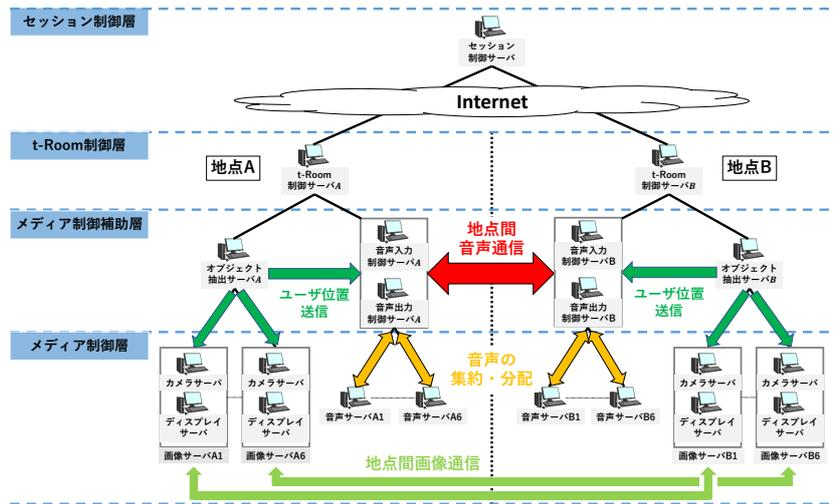 セッション制御層
セッション
制御サーバ
Internet
t-Room制御層
地点A
t-Room
制御サーバA
t-Room
制御サーバB
地点B
メディア制御補助層
オブジェクト
抽出サーバA
ユーザ位置
送信
音声入力
制御サーバA
音声出力
制御サーバA
地点間
音声通信
音声入力
制御サーバB
音声出力
制御サーバB
ユーザ位置
送信
オブジェクト
抽出サーバB
メディア制御層
カメラサーバ
ディスプレイ
サーバ
画像サーバA1
カメラサーバ
ディスプレイ
サーバ
画像サーバA6
音声サーバA1
音声サーバA6
音声の
集約・分配
音声サーバB1
音声サーバB6
カメラサーバ
ディスプレイ
サーバ
画像サーバB1
カメラサーバ
ディスプレイ
サーバ
画像サーバB6
地点間画像通信